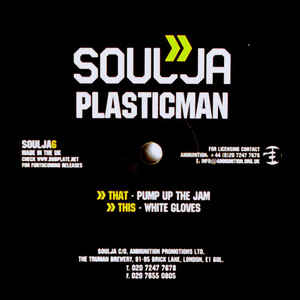 SOULJA
PLASTICMAN
SOULJA6
MADE IN THE UK
CHECK WWW.DUBPLATE.NET
FOR FORTHCOMING RELEASES
FOR LICENSING CONTACT
AMMUNITION: + 44 (0)20 7247 7678
E. INFO@AMMUNITION.ORG.UK
>> THAT - PUMP UP THE JAM
>> THIS - WHITE GLOVES
SOULJA C/O, AMMUNITION PROMOTIONS LTD.
THE TRUMAN BREWERY, 91-95 BRICK LANE, LONDON, E1 6QL.
T. 020 7247 7678
F. 020 7655 0805